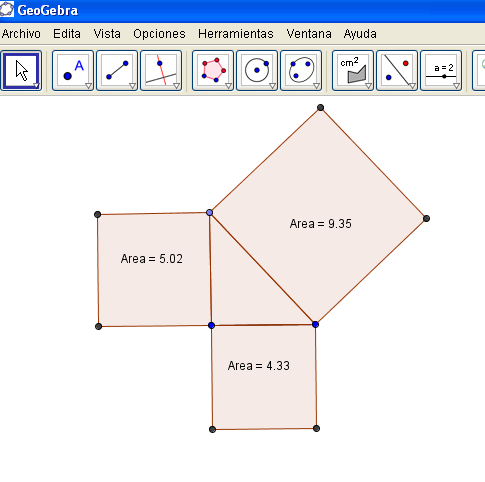 GeoGebra
Archivo Edita Vista Opciones Herramientas Ventana Ayuda
A
cm²
a = 2
Area = 9.35
Area = 5.02
Area = 4.33